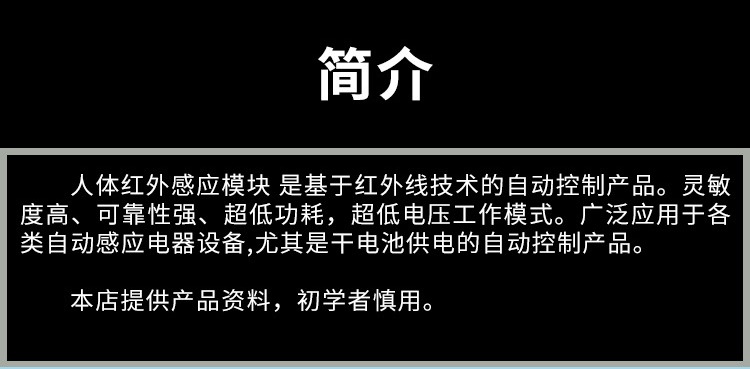 简介
人体红外感应模块 是基于红外线技术的自动控制产品。灵敏
度高、可靠性强、超低功耗，超低电压工作模式。广泛应用于各
类自动感应电器设备,尤其是干电池供电的自动控制产品。
本店提供产品资料，初学者慎用。